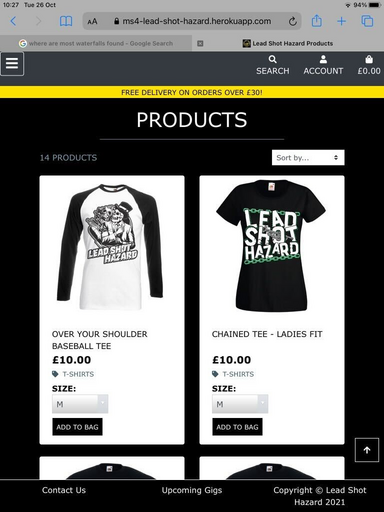 10:27 Tue 26 Oct
94%
AA ms4-lead-shot-hazard.herokuapp.com
where are most waterfalls found - Google Search
Lead Shot Hazard Products
SEARCH ACCOUNT £0.00
FREE DELIVERY ON ORDERS OVER £30!
PRODUCTS
14 PRODUCTS
Sort by...
LEAD SHOT
HAZARD
LEAD
SHOT
HAZARD
OVER YOUR SHOULDER
BASEBALL TEE
£10.00
T-SHIRTS
SIZE:
M
ADD TO BAG
CHAINED TEE - LADIES FIT
£10.00
T-SHIRTS
SIZE:
M
ADD TO BAG
Contact Us
Upcoming Gigs
Copyright © Lead Shot
Hazard 2021